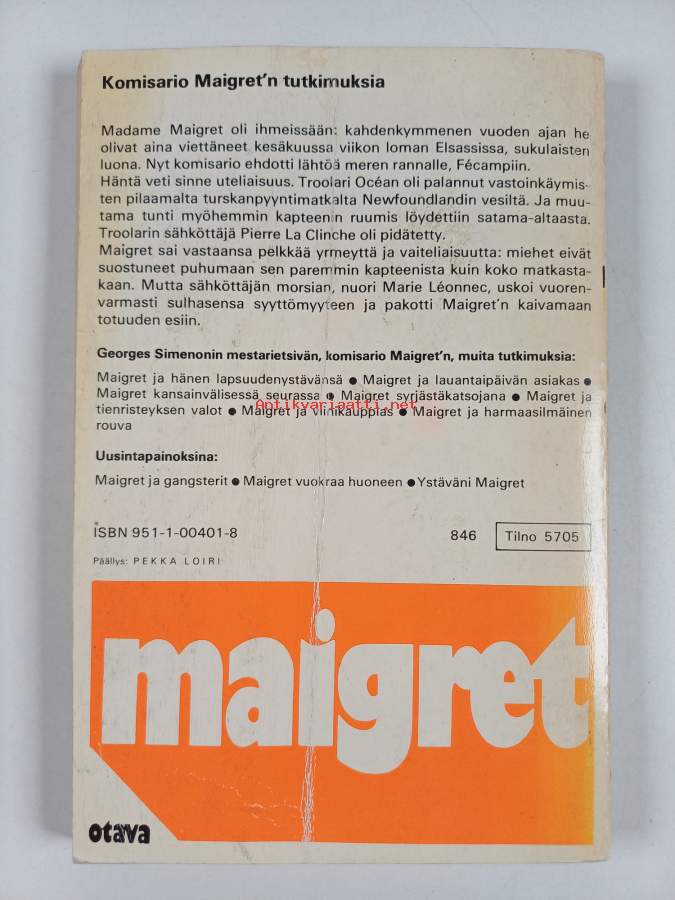 Komisario Maigret'n tutkimuksia
Madame Maigret oli ihmeissään: kahdenkymmenen vuoden ajan he
olivat aina viettäneet kesäkuussa viikon loman Elsassissa, sukulaisten
luona. Nyt komisario ehdotti lähtöä meren rannalle, Fécampiin.
Häntä veti sinne uteliaisuus. Troolari Océan oli palannut vastoinkäymis-
ten pilaamalta turskanpyyntimatkalta Newfoundlandin vesiltä. Ja muu-
tama tunti myöhemmin kapteenin ruumis löydettiin satama-altaasta.
Troolarin sähköttäjä Pierre La Clinche oli pidätetty.
Maigret sai vastaansa pelkkää yrmeyttä ja vaiteliaisuutta: miehet eivät
suostuneet puhumaan sen paremmin kapteenista kuin koko matkasta-
kaan. Mutta sähköttäjän morsian, nuori Marie Léonnec, uskoi vuoren-
varmasti sulhasensa syyttömyyteen ja pakotti Maigret'n kaivamaan
totuuden esiin.
Georges Simenonin mestarietsivän, komisario Maigret'n, muita tutkimuksia:
Maigret ja hänen lapsuudenystävänsä ● Maigret ja lauantaipäivän asiakas ●
Maigret kansainvälisessä seurassa ● Maigret syrjästäkatsojana ● Maigret ja
Antikvariaatti.net
tienristeyksen valot ● Maigret ja viinikauppias ● Maigret ja harmaasilmäinen
rouva
Uusintapainoksina:
Maigret ja gangsterit ● Maigret vuokraa huoneen ● Ystäväni Maigret
ISBN 951-1-00401-8 846 Tilno 5705
Päällys: PEKKA LOIRI
maigret
otava